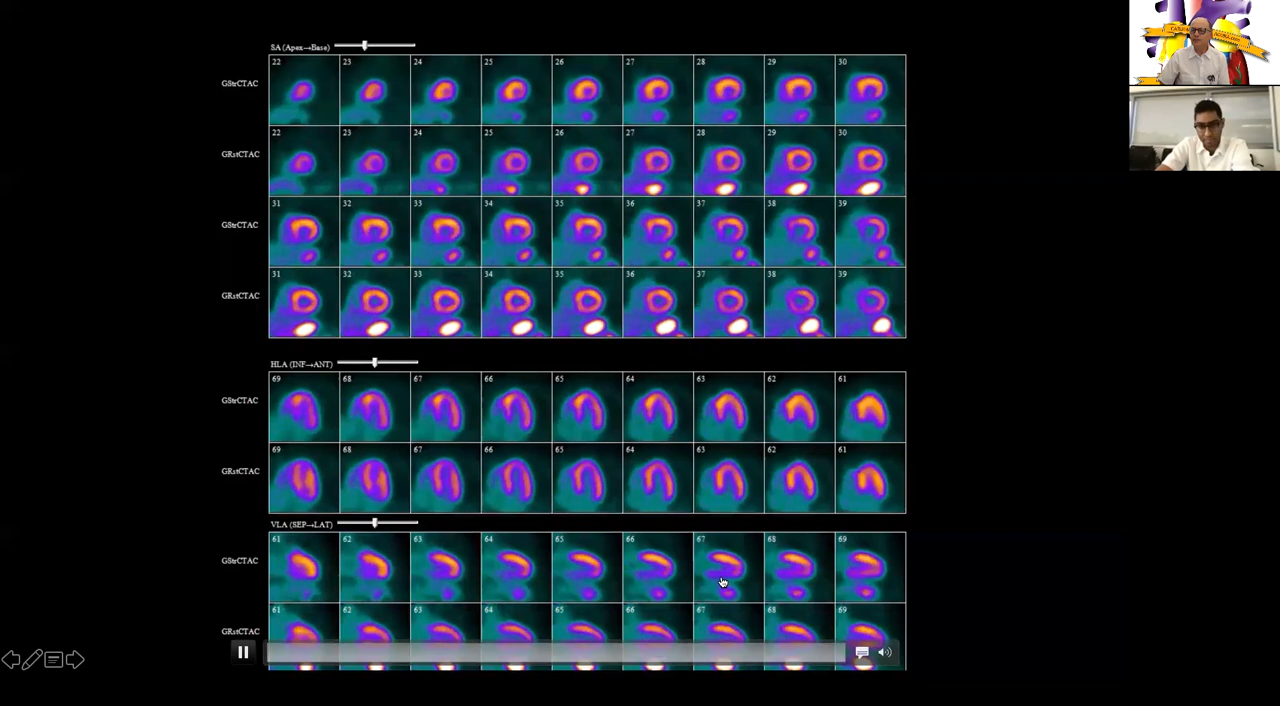 SA (Apex→Base)
22 23 24 25 26 27 28 29 30
GStrCTAC
22 23 24 25 26 27 28 29 30
GRstCTAC
31 32 33 34 35 36 37 38 39
GStrCTAC
31 32 33 34 35 36 37 38 39
GRstCTAC
HLA (INF→ANT)
69 68 67 66 65 64 63 62 61
GStrCTAC
69 68 67 66 65 64 63 62 61
GRstCTAC
VLA (SEP→LAT)
61 62 63 64 65 66 67 68 69
GStrCTAC
61 62 63 64 65 66 67 68 69
GRstCTAC